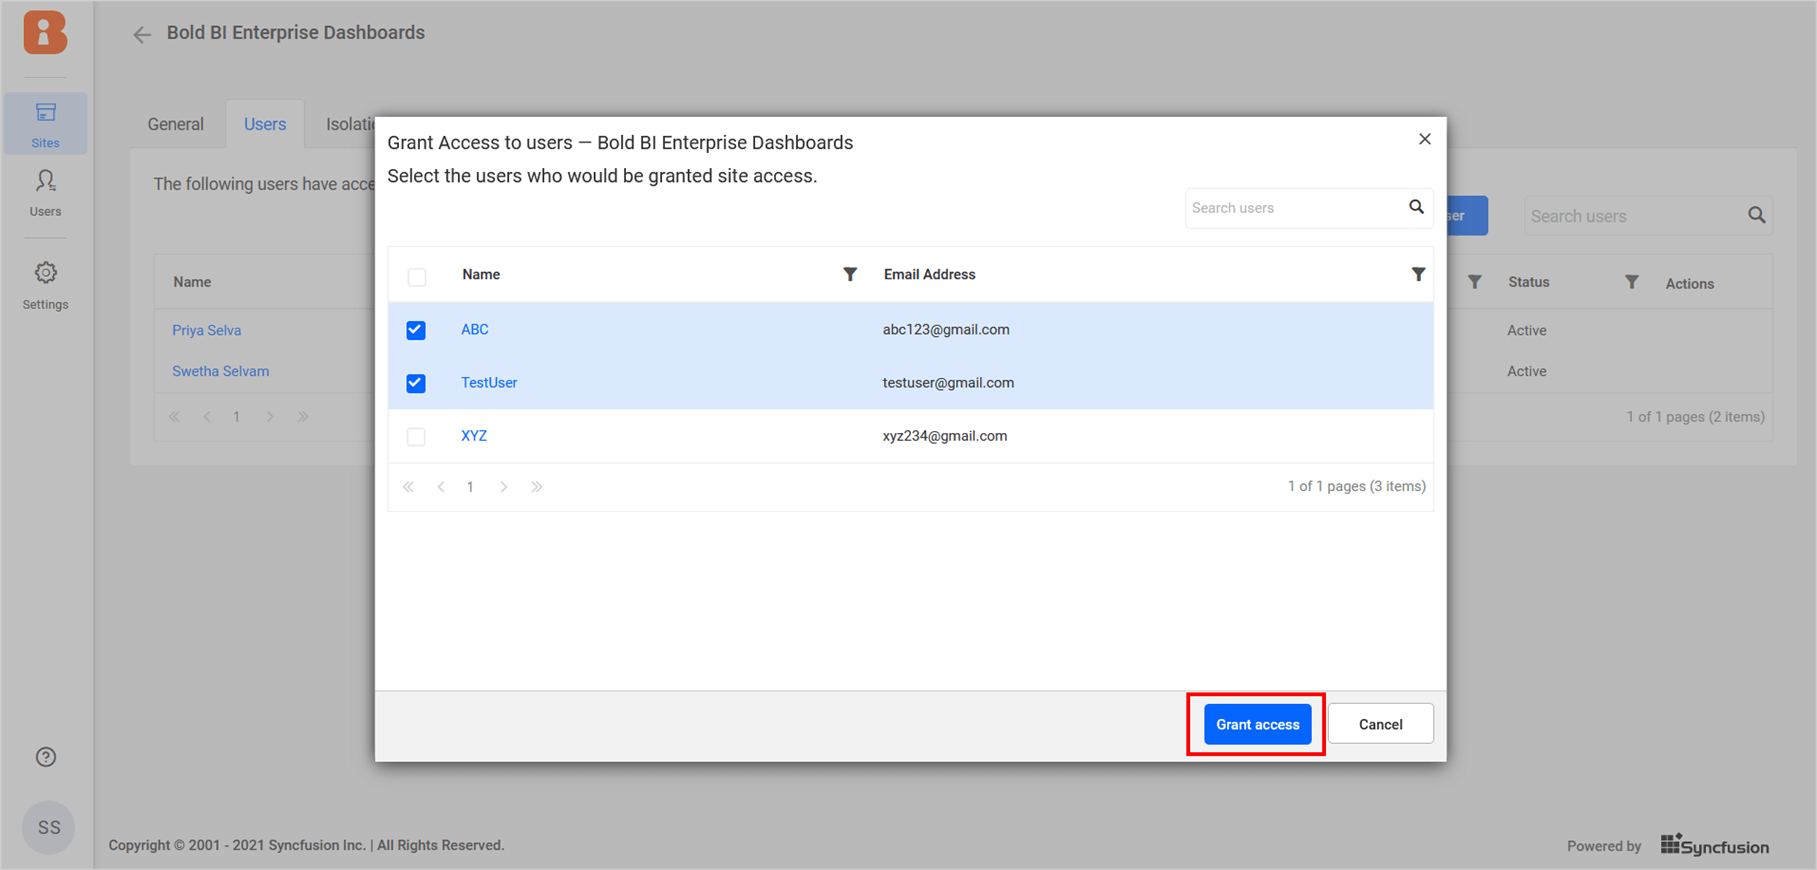 Bold BI Enterprise Dashboards
Sites
Users
Settings
SS
General
Users
Isolatic
The following users have acce
ser
Search users
Name
Status
Actions
Priya Selva
Active
Swetha Selvam
Active
1
1 of 1 pages (2 items)
Grant Access to users — Bold BI Enterprise Dashboards
Select the users who would be granted site access.
Search users
Name
Email Address
ABC
abc123@gmail.com
TestUser
testuser@gmail.com
XYZ
xyz234@gmail.com
1
1 of 1 pages (3 items)
Grant access
Cancel
Copyright © 2001 - 2021 Syncfusion Inc. | All Rights Reserved.
Powered by
Syncfusion